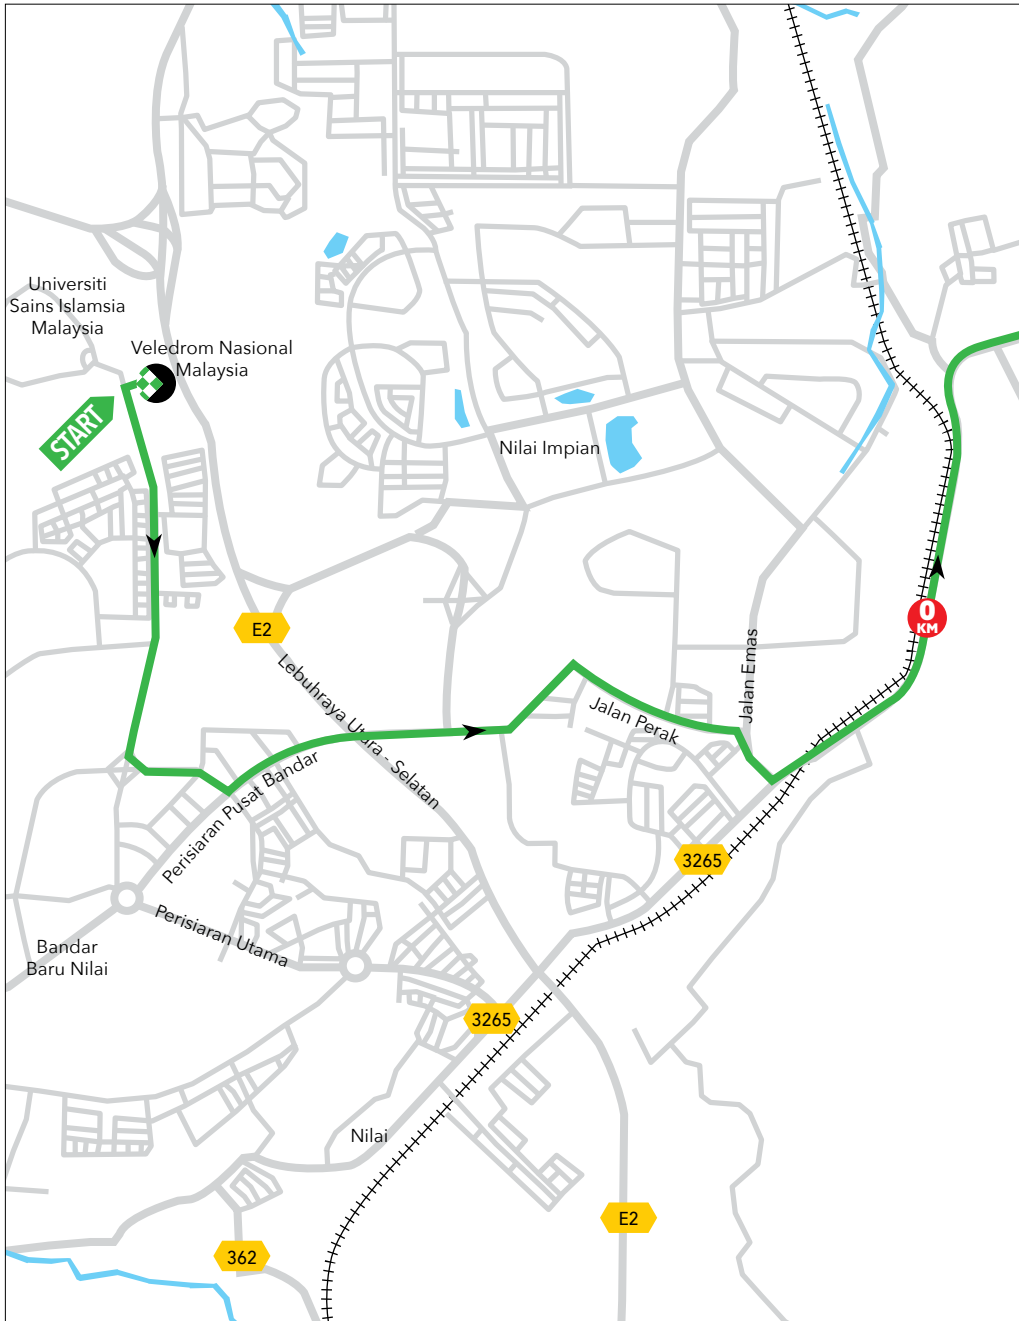 Universiti
Sains Islamsia
Malaysia
Veledrom Nasional
Malaysia
START
Nilai Impian
E2
0
KM
Jalan Emas
Lebuhraya Utara - Selatan
Jalan Perak
Perisiaran Pusat Bandar
3265
Perisiaran Utama
Bandar
Baru Nilai
3265
Nilai
E2
362